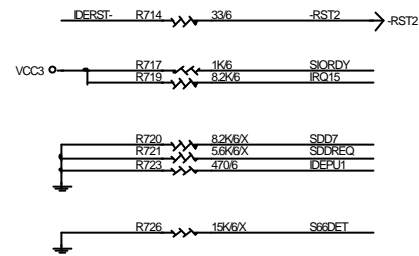 IDERST- R714 33/6 -RST2 -RST2
R717 1K/6 SIORDY
VCC3
R719 8.2K/6 IRQ15
R720 8.2K/6/X SDD7
R721 5.6K/6/X SDDREQ
R723 470/6 IDEPU1
R726 15K/6/X S66DET